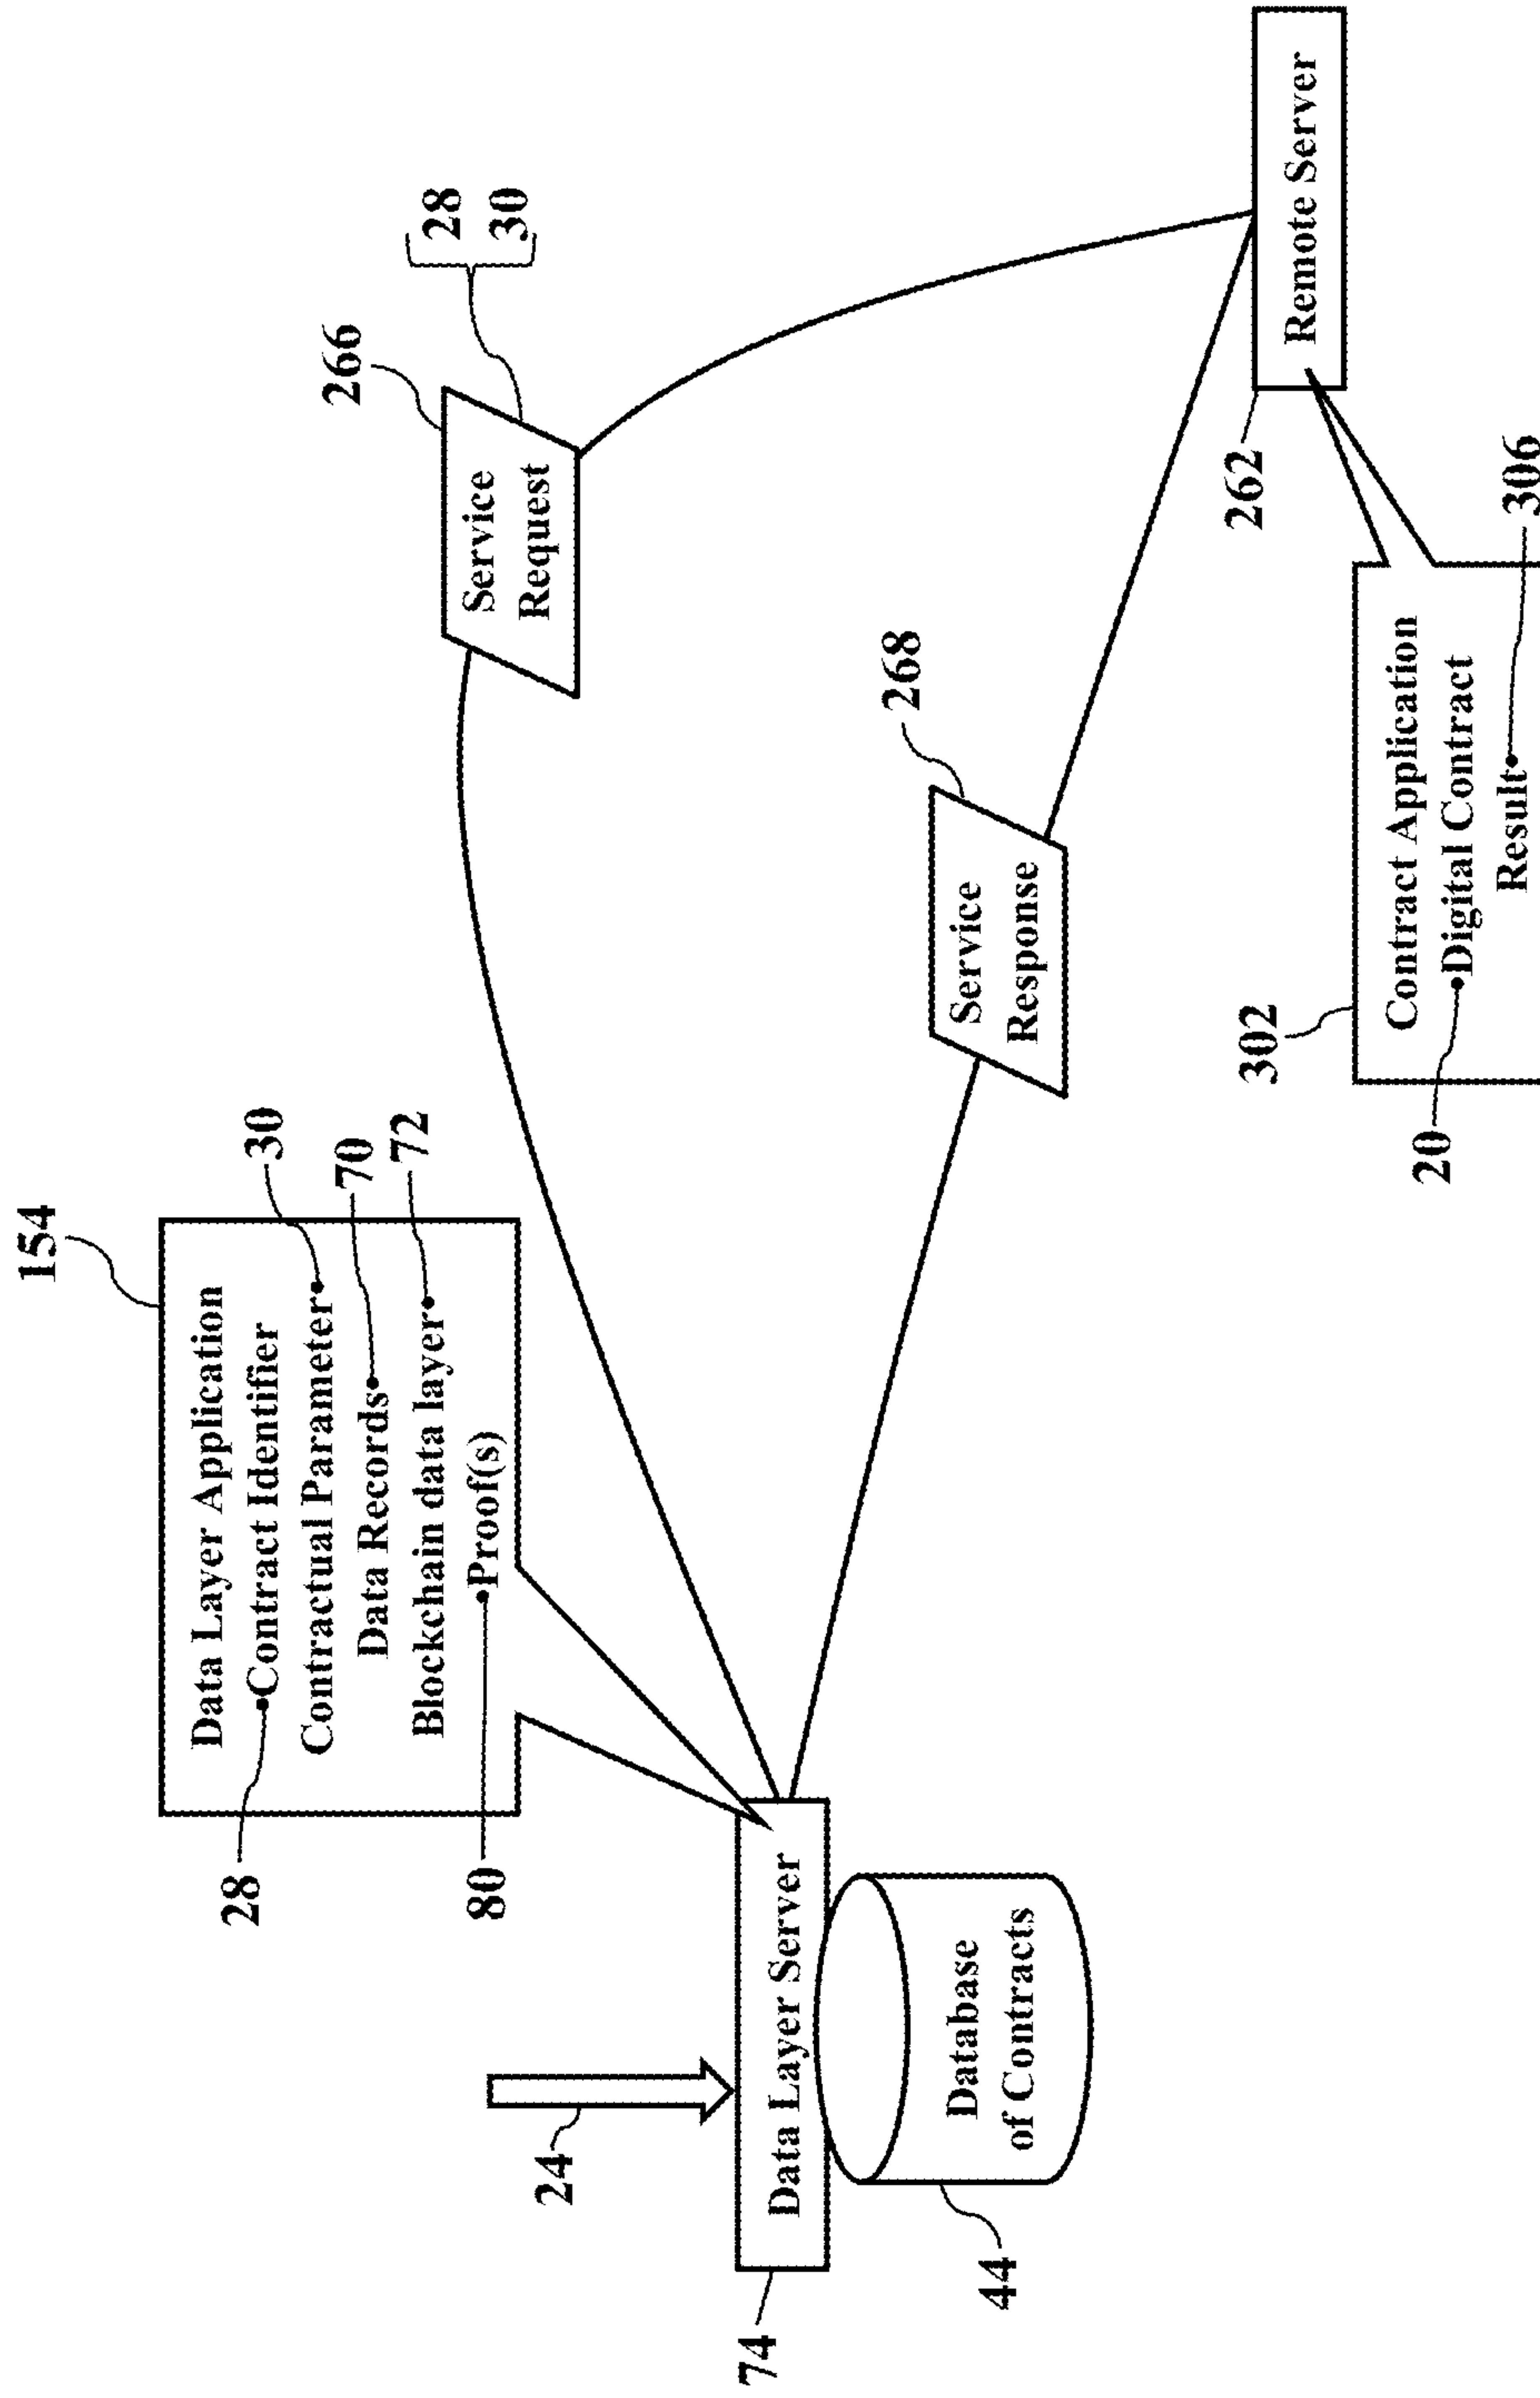 154
Data Layer Application
28
Contract Identifier
30
Contractual Parameter
70
Data Records
72
Blockchain data layer
80
Proof(s)
24
Data Layer Server
74
Database
of Contracts
44
266
Service
Request
28
30
268
Service
Response
Remote Server
262
302
Contract Application
20
Digital Contract
Result
306